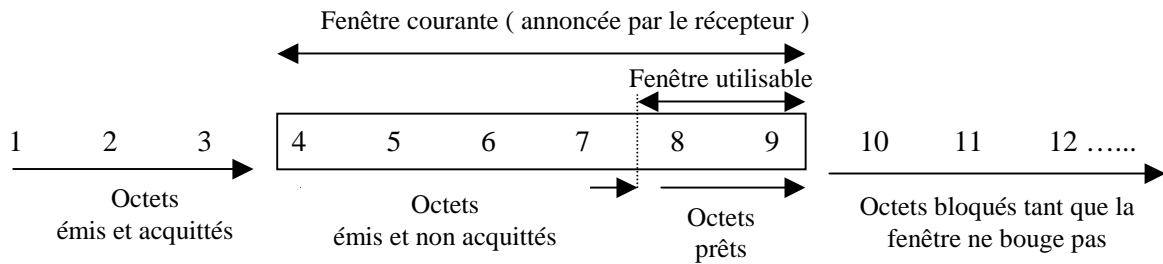 Fenêtre courante ( annoncée par le récepteur )
Fenêtre utilisable
1 2 3 4 5 6 7 8 9 10 11 12 …...
Octets
émis et acquittés
Octets
émis et non acquittés
Octets
prêts
Octets bloqués tant que la
fenêtre ne bouge pas